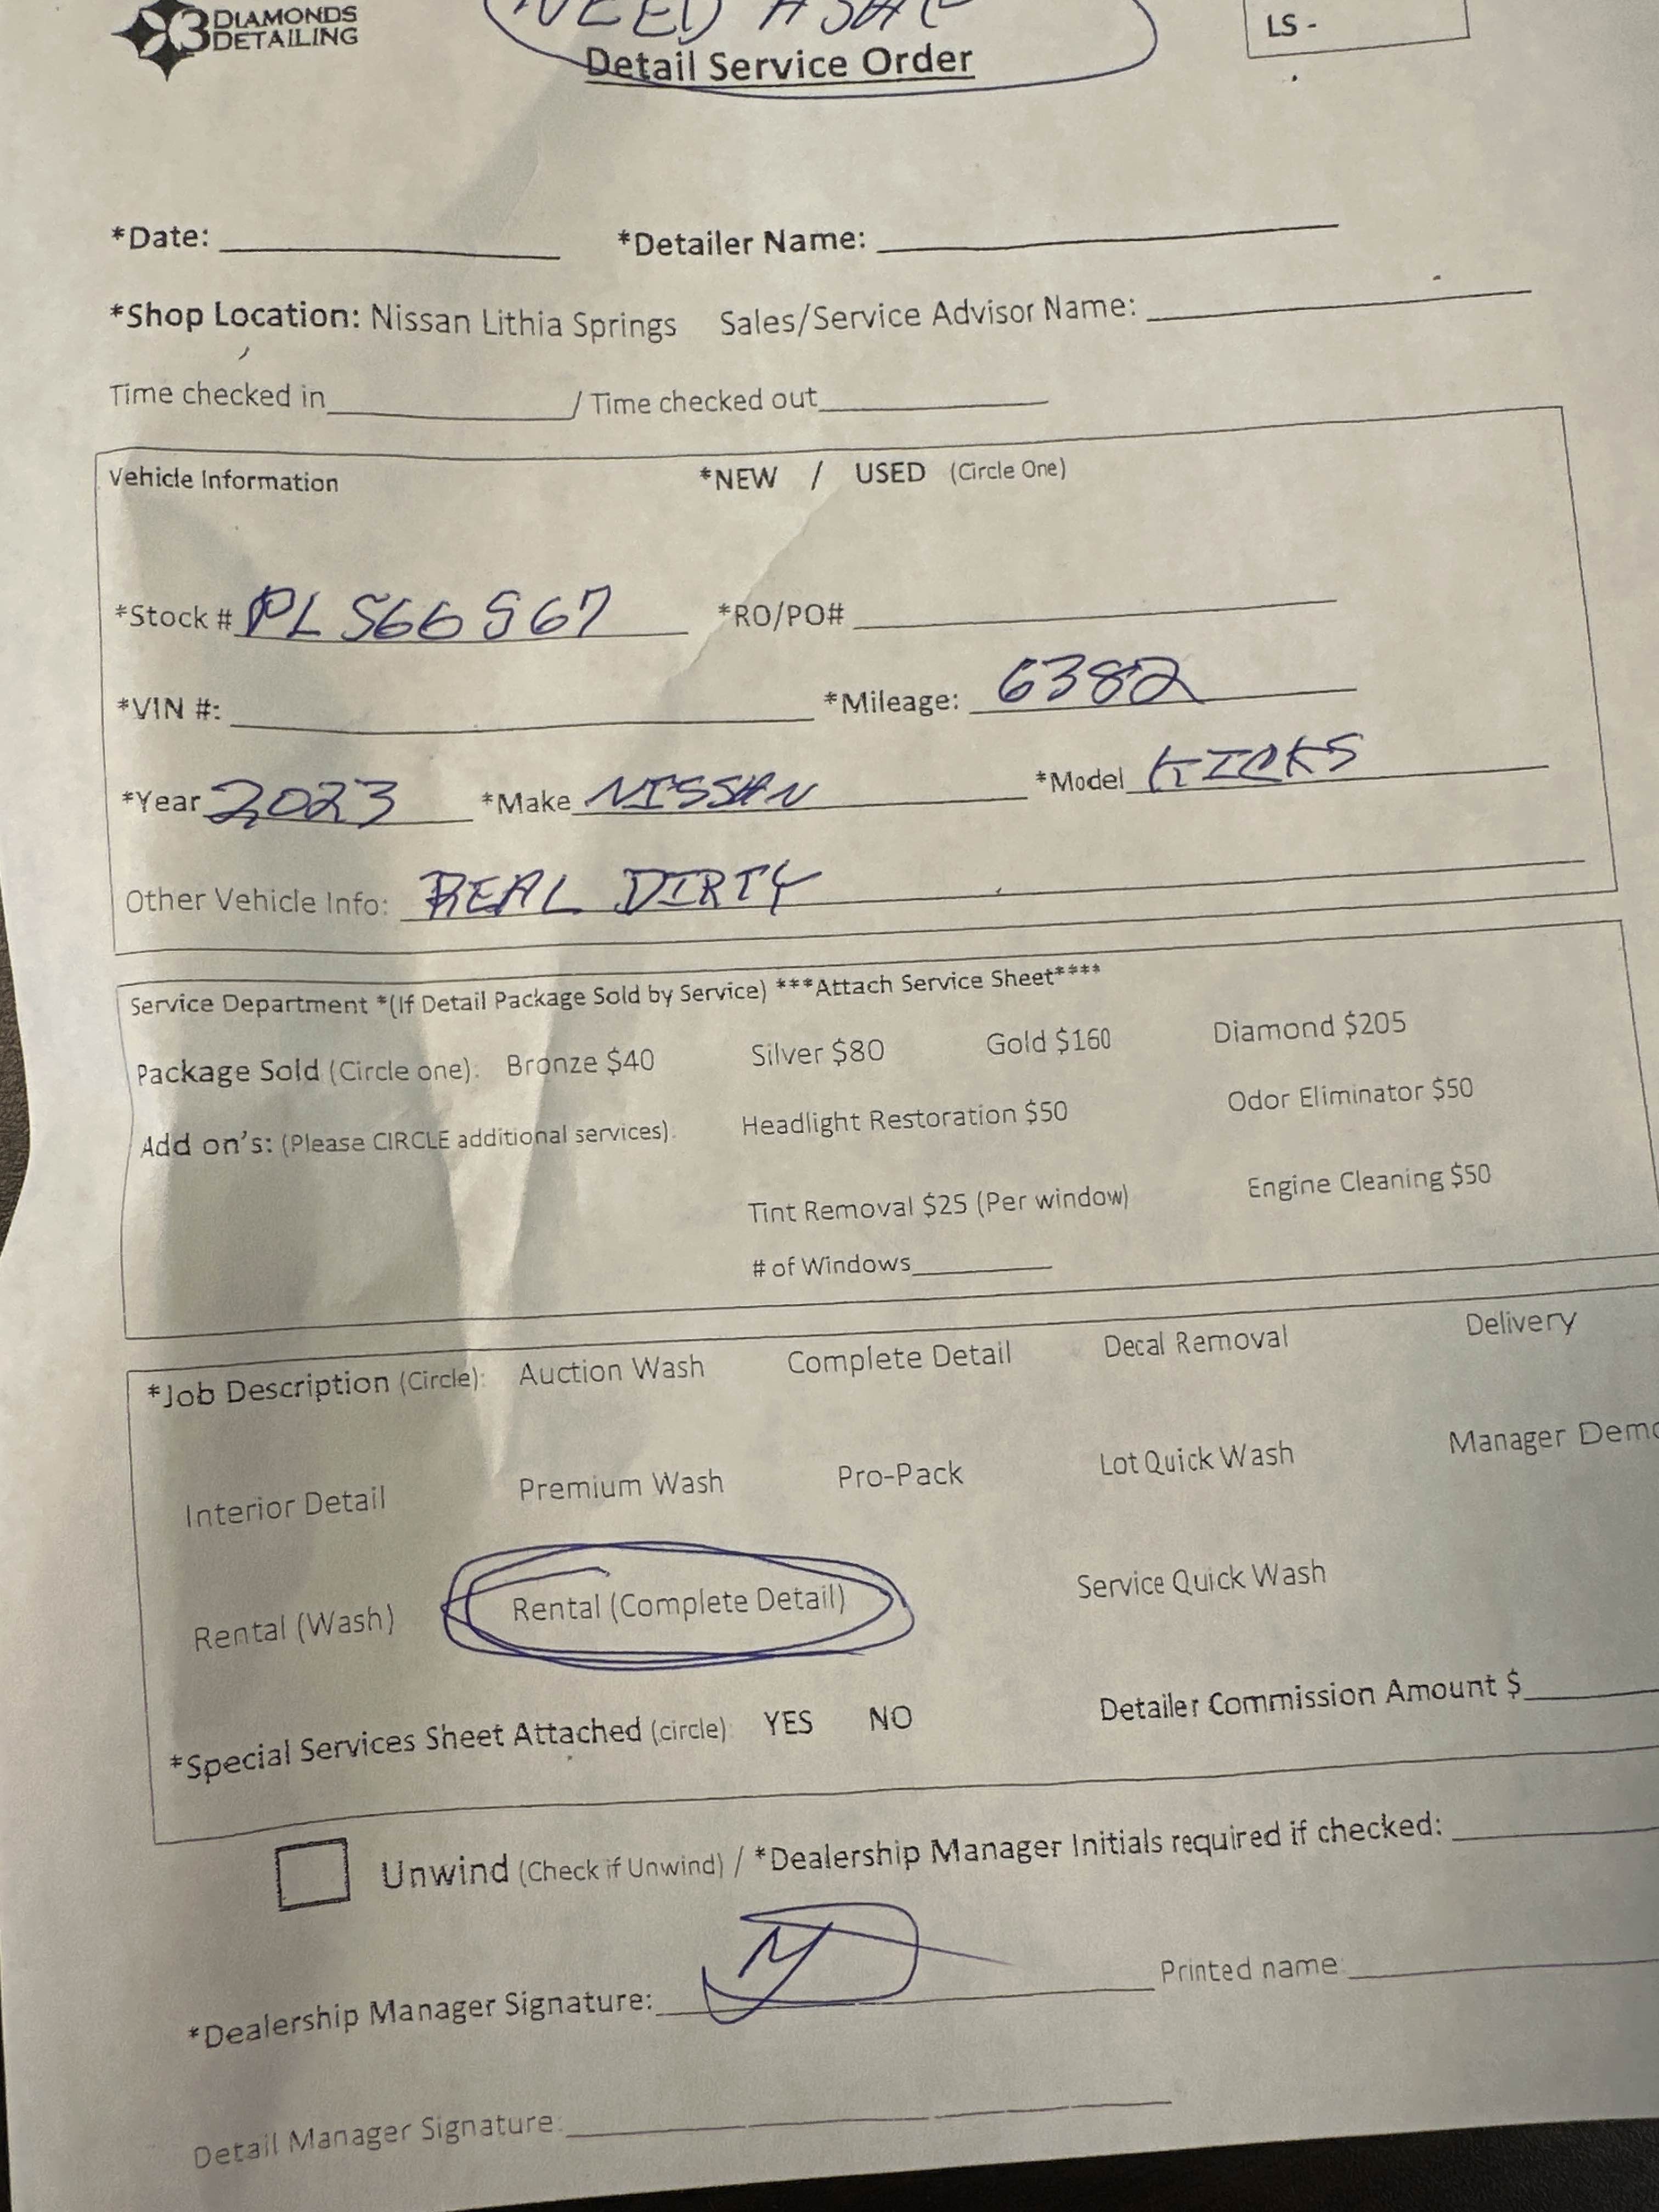 3 DIAMONDS
DETAILING
NEED ASAP
LS -
Detail Service Order
*Date: *Detailer Name:
*Shop Location: Nissan Lithia Springs Sales/Service Advisor Name:
Time checked in / Time checked out
Vehicle Information *NEW / USED (Circle One)
*Stock # PL566567 *RO/PO#
*VIN #: *Mileage: 6382
*Year 2023 *Make NISSAN *Model KICKS
Other Vehicle Info: REAL DIRTY
Service Department *(If Detail Package Sold by Service) ***Attach Service Sheet****
Package Sold (Circle one): Bronze $40 Silver $80 Gold $160 Diamond $205
Add on's: (Please CIRCLE additional services). Headlight Restoration $50 Odor Eliminator $50
Tint Removal $25 (Per window) Engine Cleaning $50
# of Windows
*Job Description (Circle): Auction Wash Complete Detail Decal Removal Delivery
Interior Detail Premium Wash Pro-Pack Lot Quick Wash Manager Demo
Rental (Wash) Rental (Complete Detail) Service Quick Wash
*Special Services Sheet Attached (circle) YES NO Detailer Commission Amount $
Unwind (Check if Unwind) / *Dealership Manager Initials required if checked:
*Dealership Manager Signature: Printed name
Detail Manager Signature: